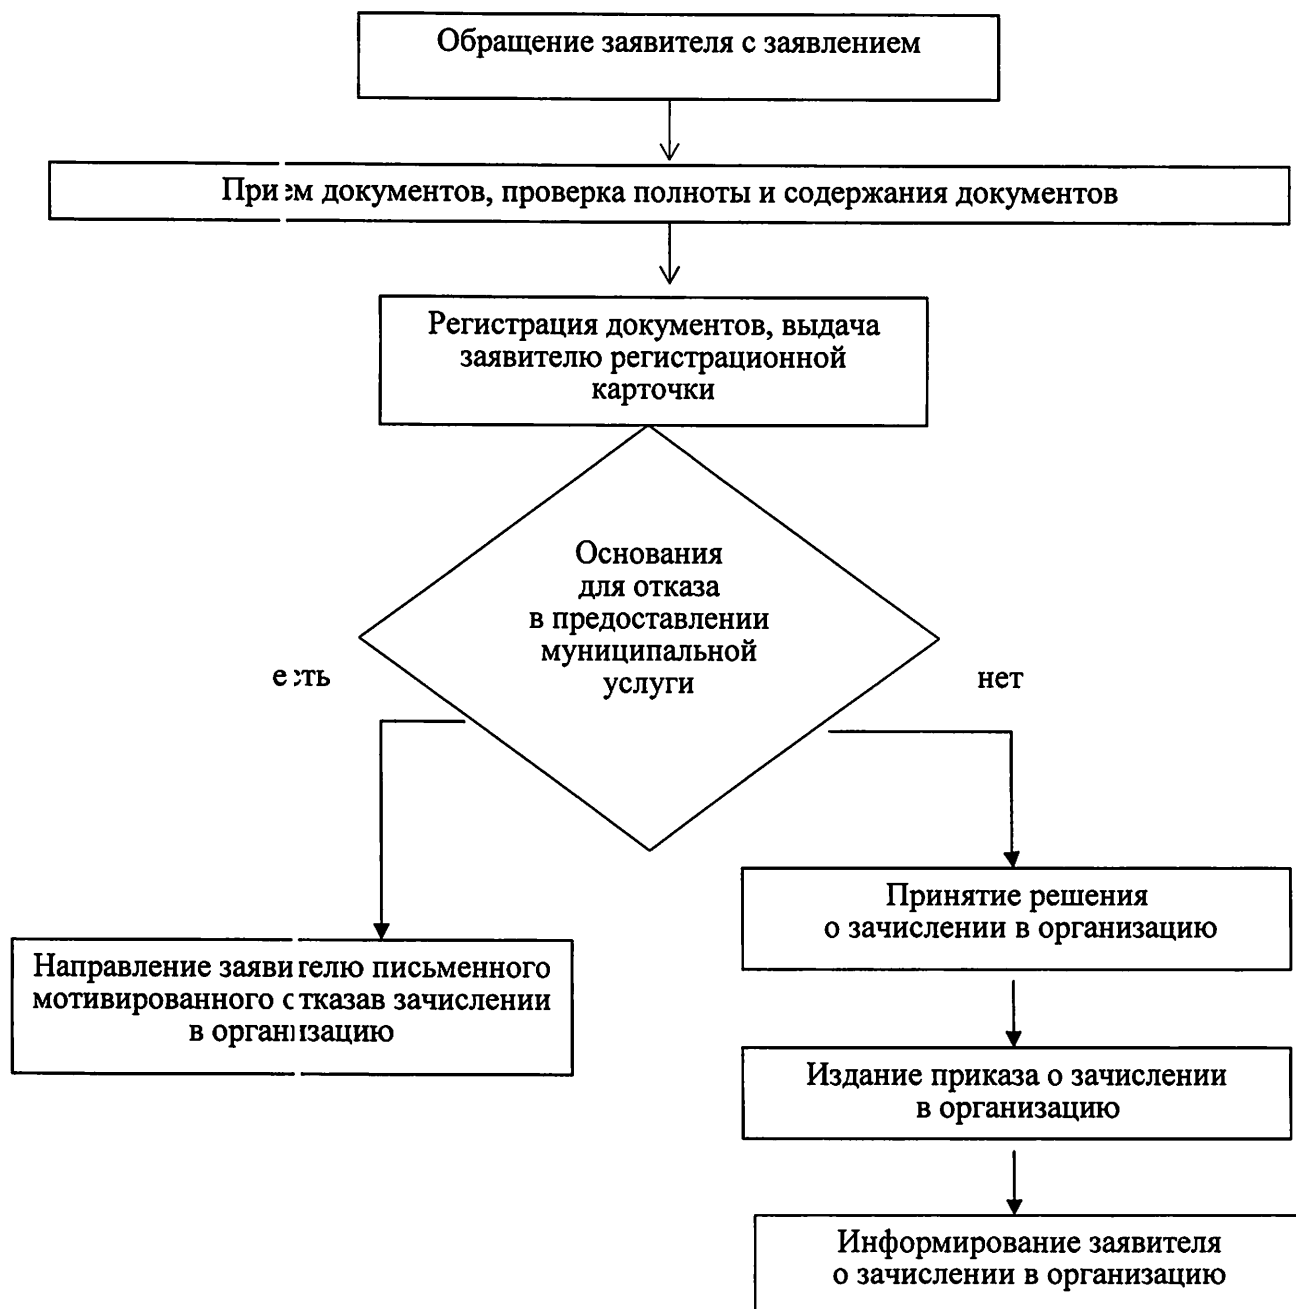 Обращение заявителя с заявлением
Прием документов, проверка полноты и содержания документов
Регистрация документов, выдача
заявителю регистрационной
карточки
Основания
для отказа
в предоставлении
муниципальной
услуги
есть
нет
Принятие решения
о зачислении в организацию
Направление заявителю письменного
мотивированного отказав зачислении
в организацию
Издание приказа о зачислении
в организацию
Информирование заявителя
о зачислении в организацию